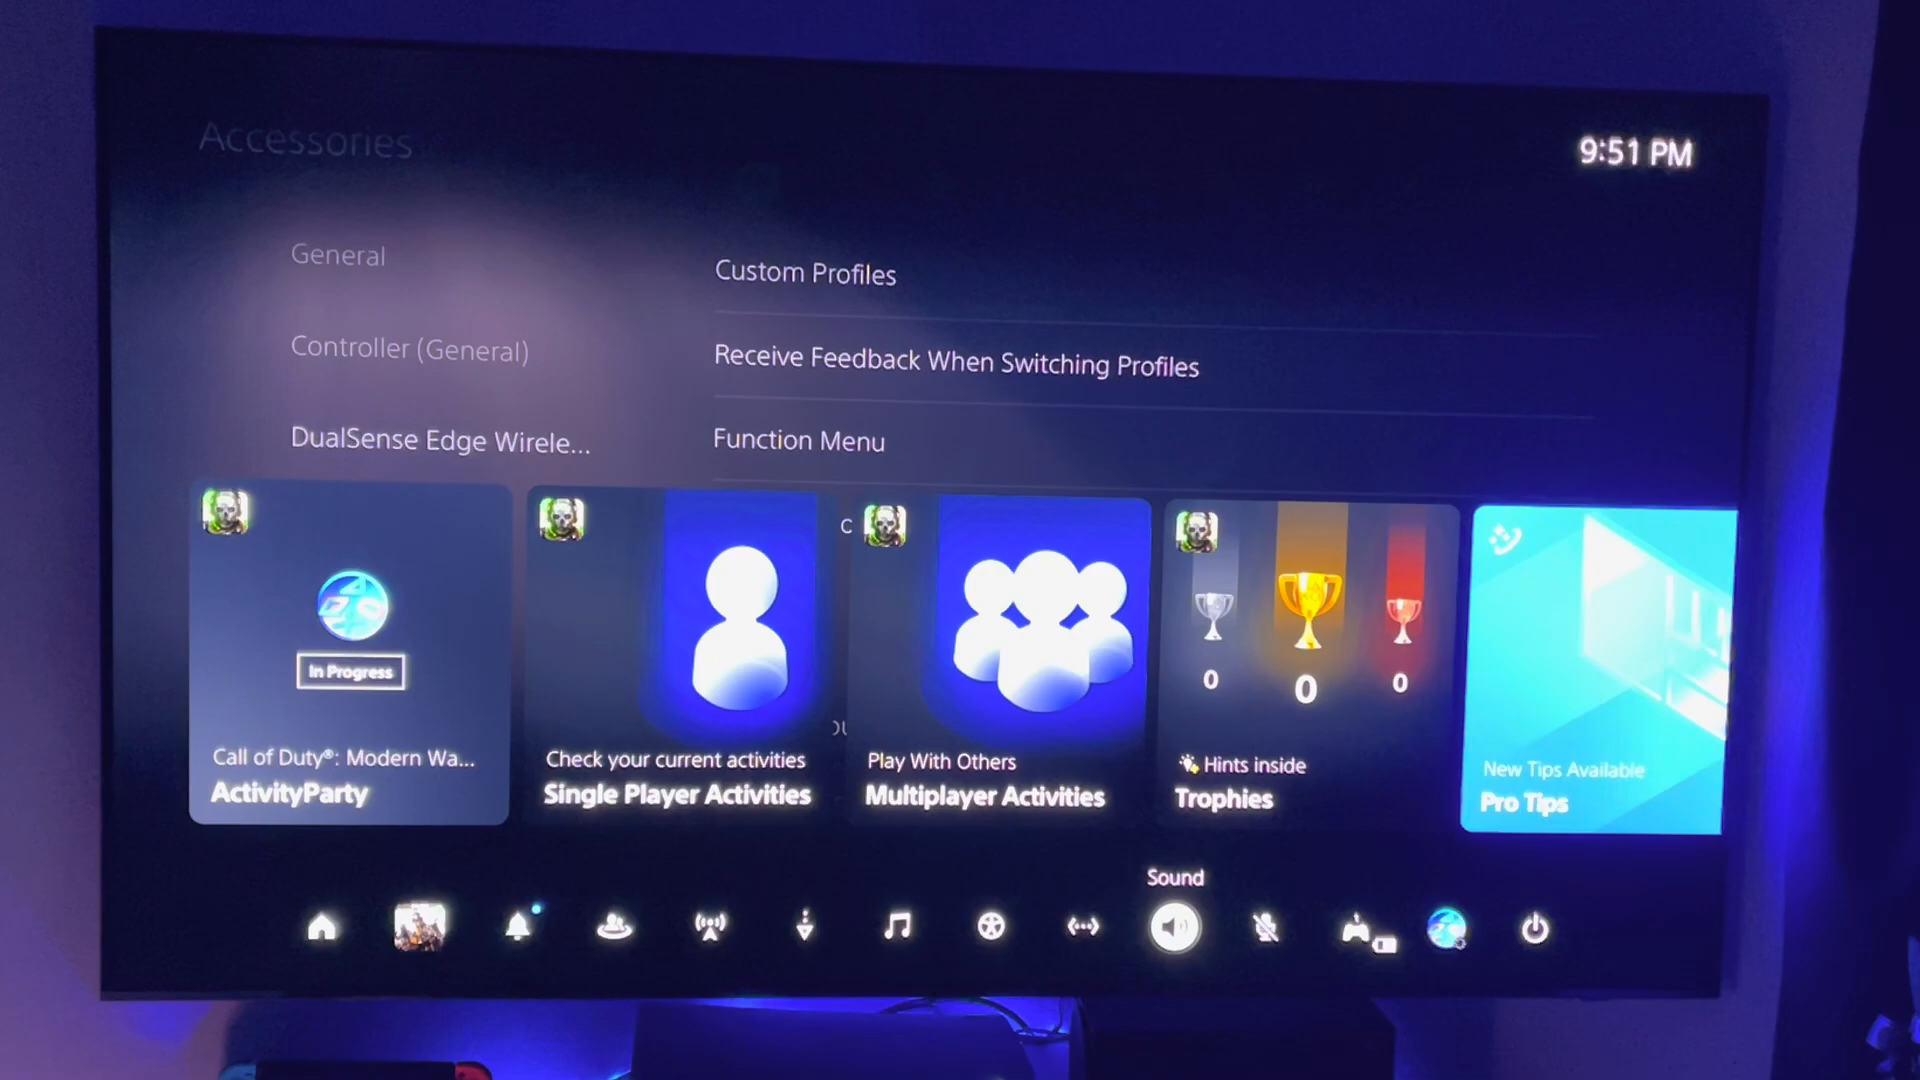 Accessories
9:51 PM
General
Custom Profiles
Controller (General)
Receive Feedback When Switching Profiles
DualSense Edge Wirele...
Function Menu
In Progress
Call of Duty®: Modern Wa...
ActivityParty
Check your current activities
Single Player Activities
Play With Others
Multiplayer Activities
0
0
0
Hints inside
Trophies
New Tips Available
Pro Tips
Sound